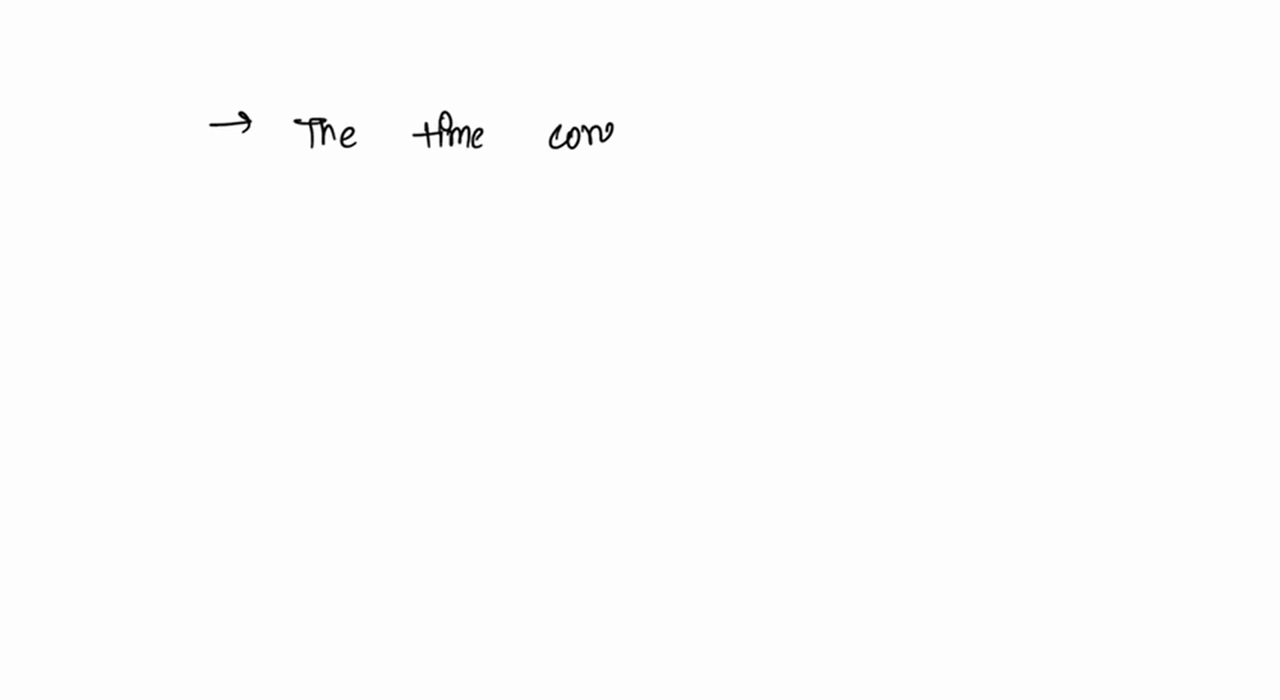 → The time con